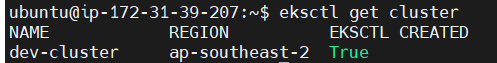 ubuntu@ip-172-31-39-207:~$ eksctl get cluster
NAME REGION EKSCTL CREATED
dev-cluster ap-southeast-2 True